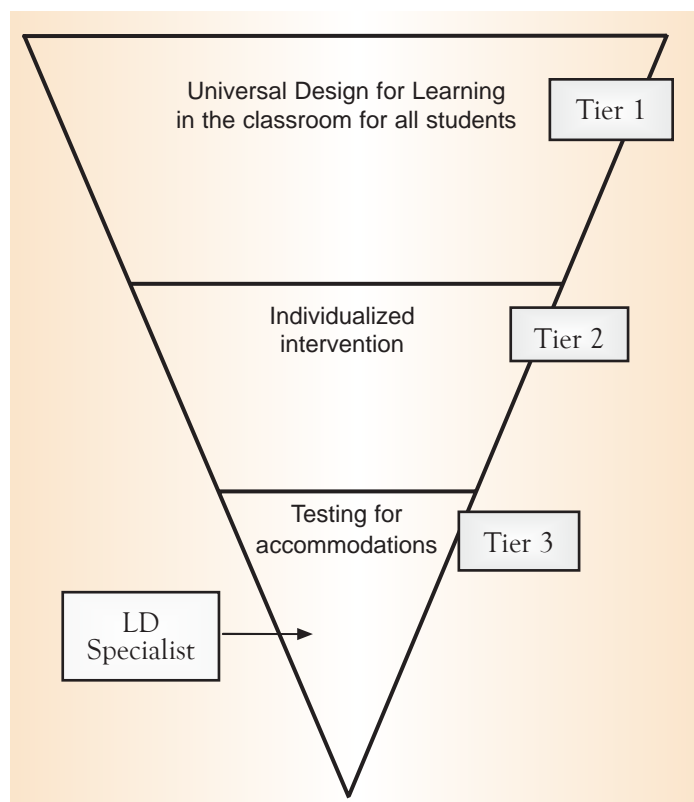 Universal Design for Learning
in the classroom for all students
Tier 1
Individualized
intervention
Tier 2
Testing for
accommodations
Tier 3
LD
Specialist